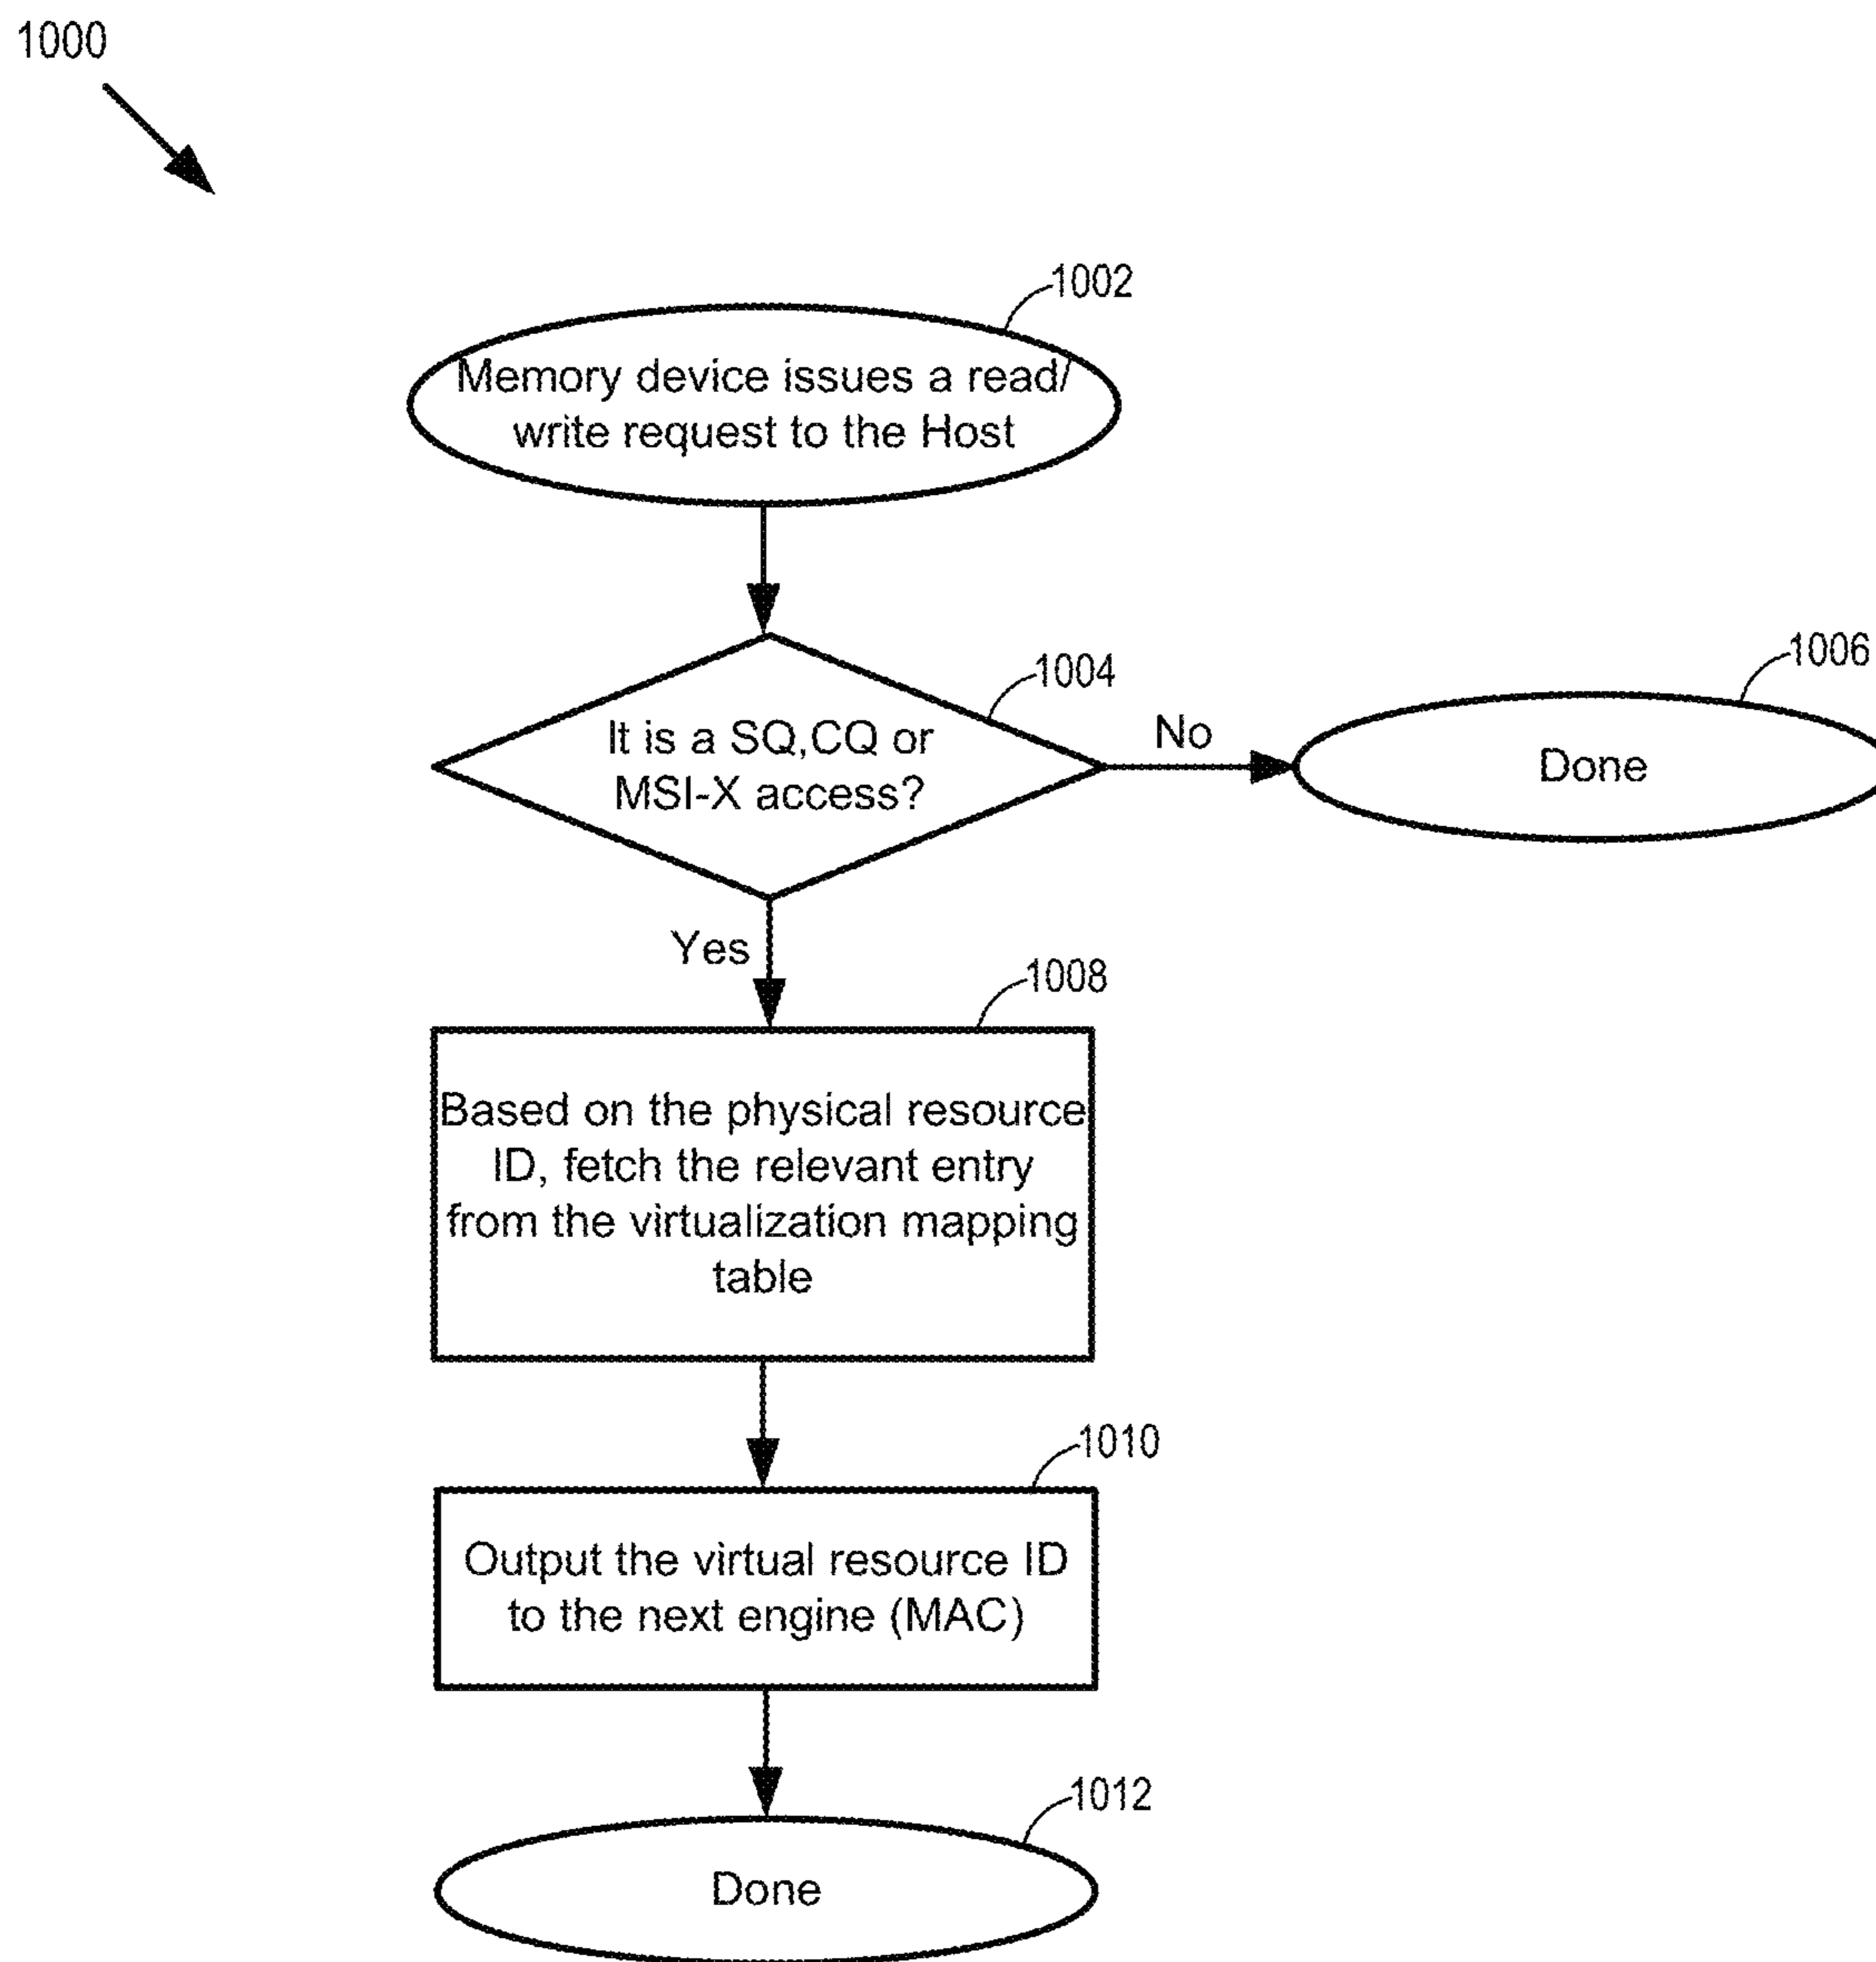 1000
1002
Memory device issues a read/
write request to the Host
1004
It is a SQ,CQ or
MSI-X access?
No
1006
Done
Yes
1008
Based on the physical resource
ID, fetch the relevant entry
from the virtualization mapping
table
1010
Output the virtual resource ID
to the next engine (MAC)
1012
Done